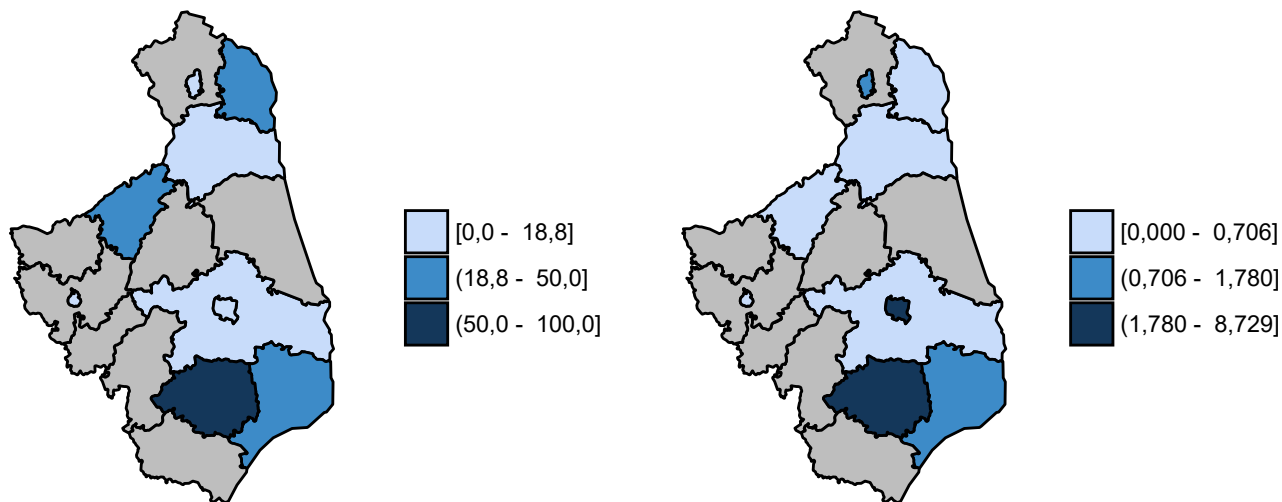 [0,0 - 18,8]
(18,8 - 50,0]
(50,0 - 100,0]
[0,000 - 0,706]
(0,706 - 1,780]
(1,780 - 8,729]